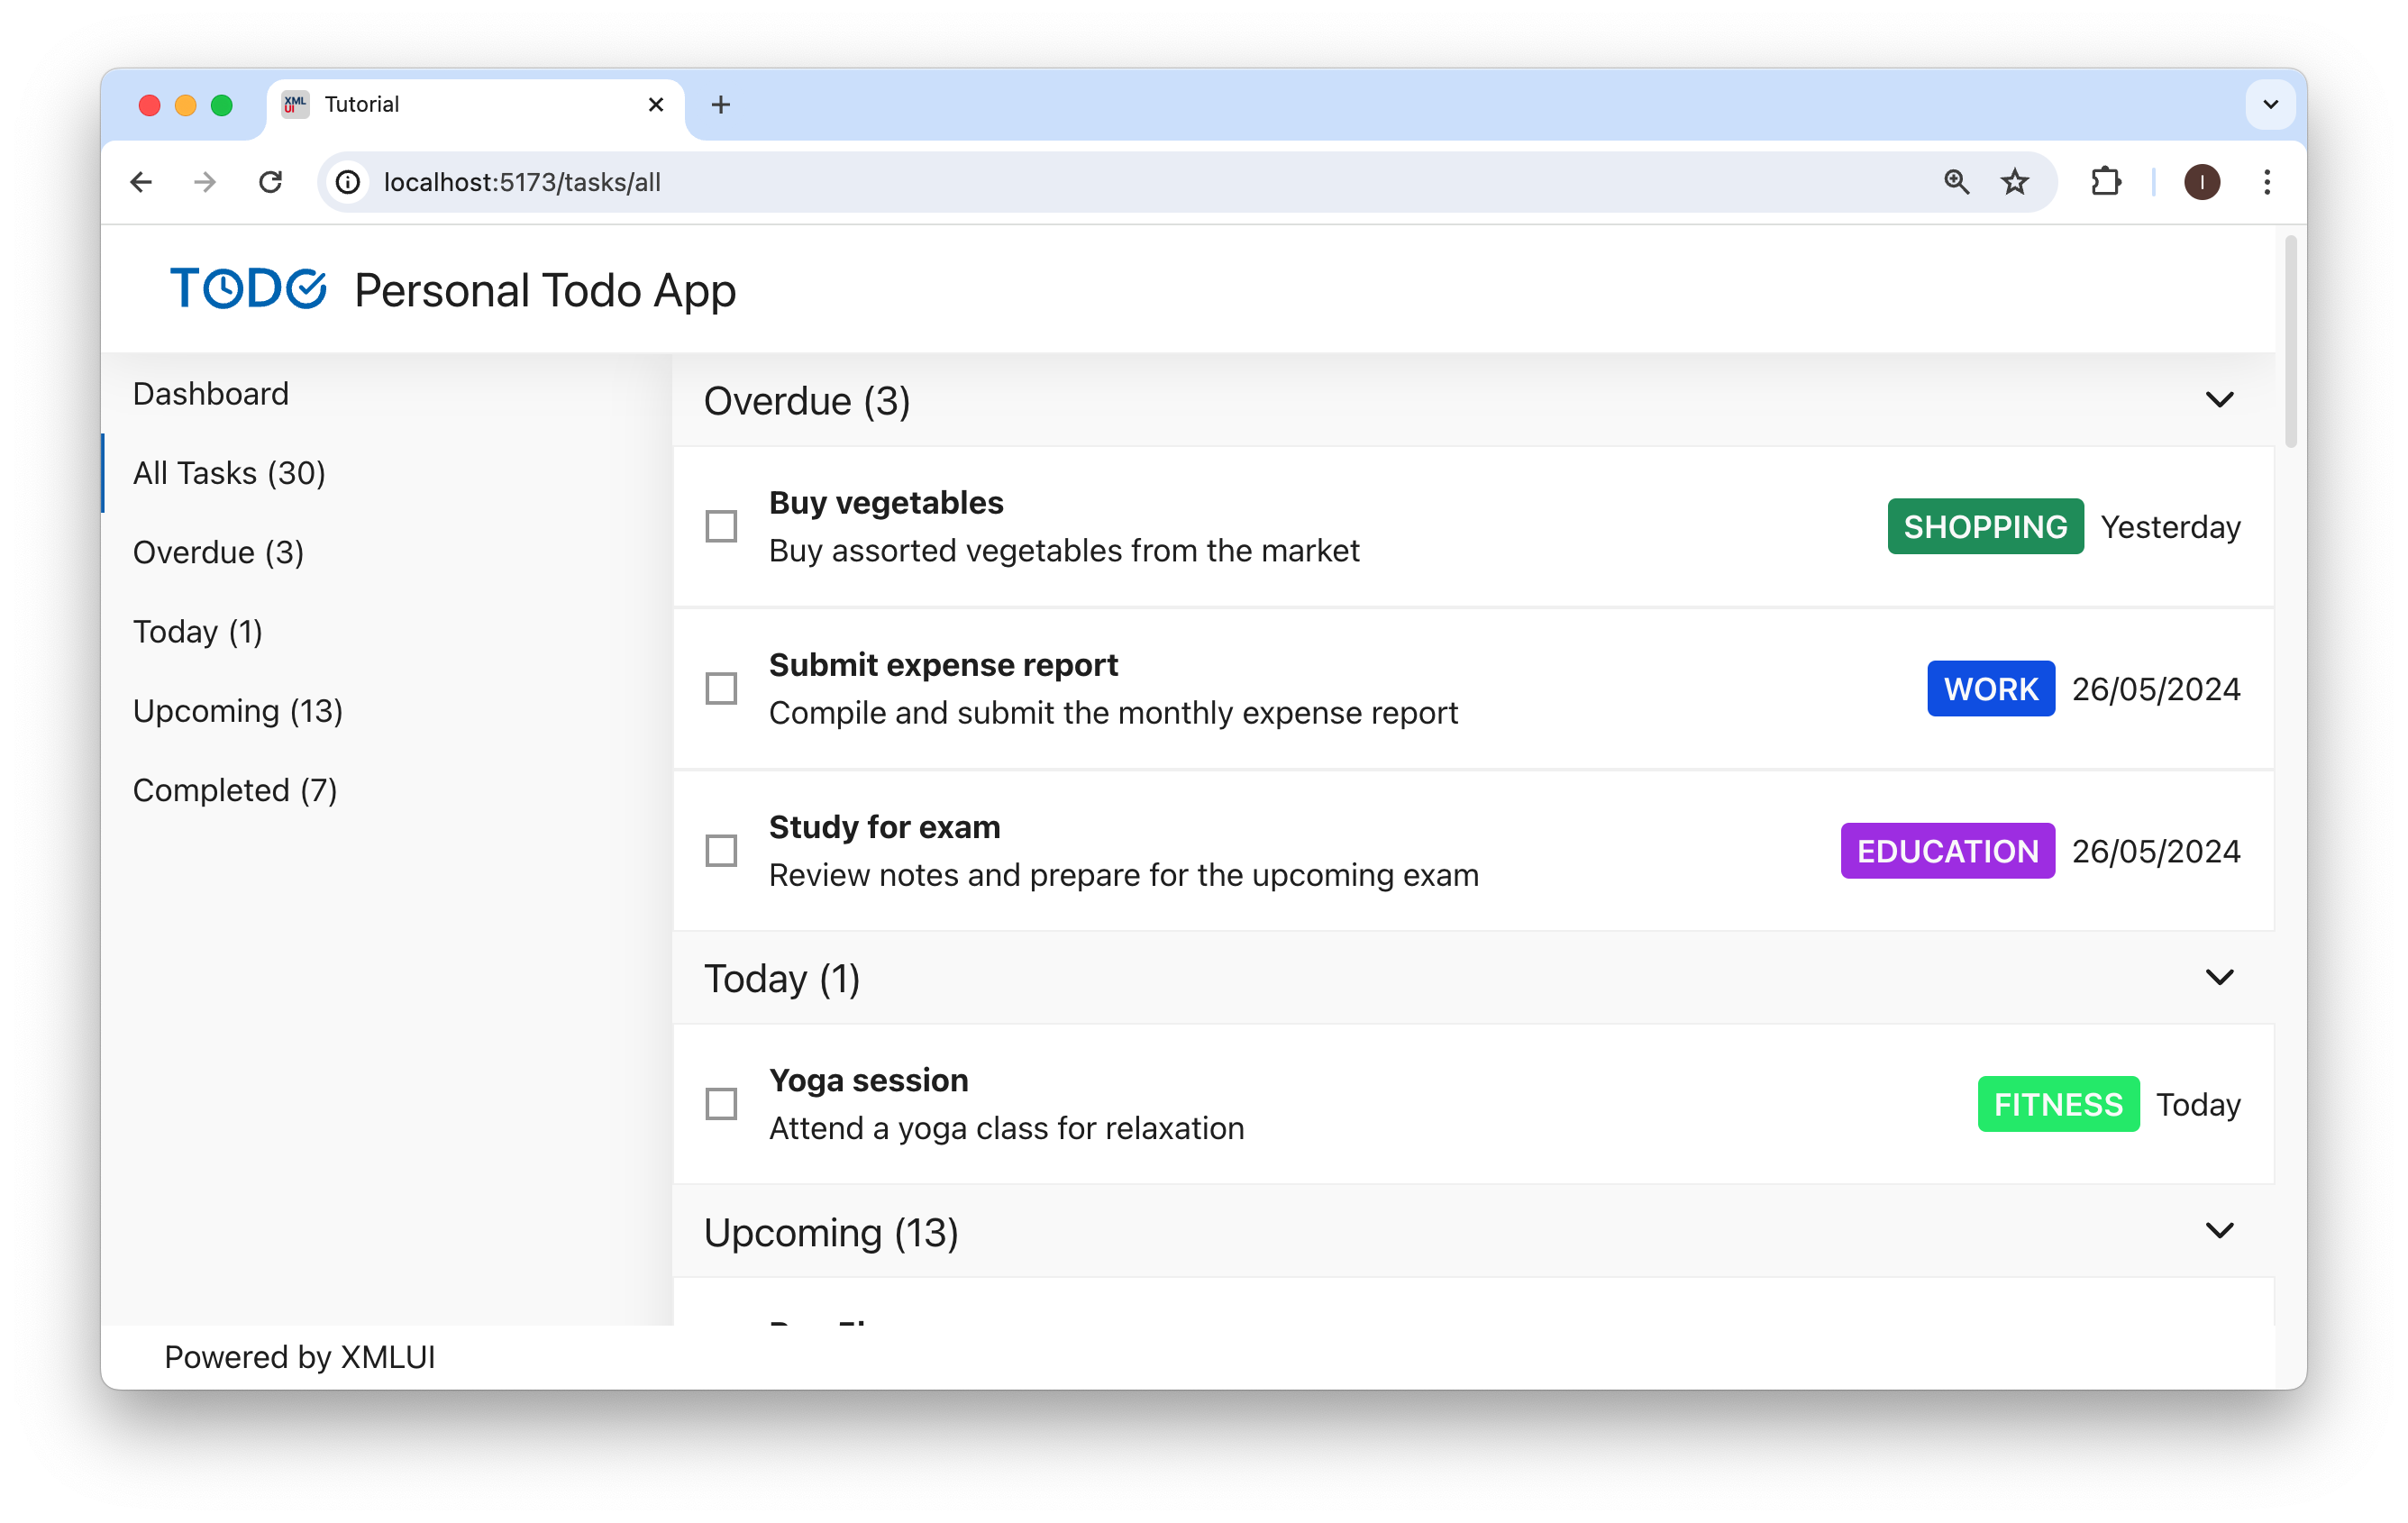 XML
UI
Tutorial
localhost:5173/tasks/all
I
TODO Personal Todo App
Dashboard
All Tasks (30)
Overdue (3)
Today (1)
Upcoming (13)
Completed (7)
Overdue (3)
Buy vegetables
Buy assorted vegetables from the market
SHOPPING Yesterday
Submit expense report
Compile and submit the monthly expense report
WORK 26/05/2024
Study for exam
Review notes and prepare for the upcoming exam
EDUCATION 26/05/2024
Today (1)
Yoga session
Attend a yoga class for relaxation
FITNESS Today
Upcoming (13)
Powered by XMLUI